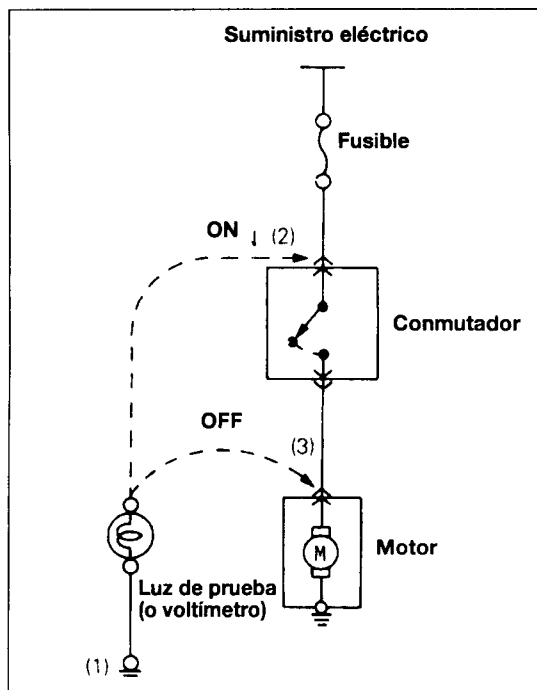 Suministro eléctrico
Fusible
ON ↓ (2)
Conmutador
OFF
(3)
M
Motor
Luz de prueba
(o voltímetro)
(1)